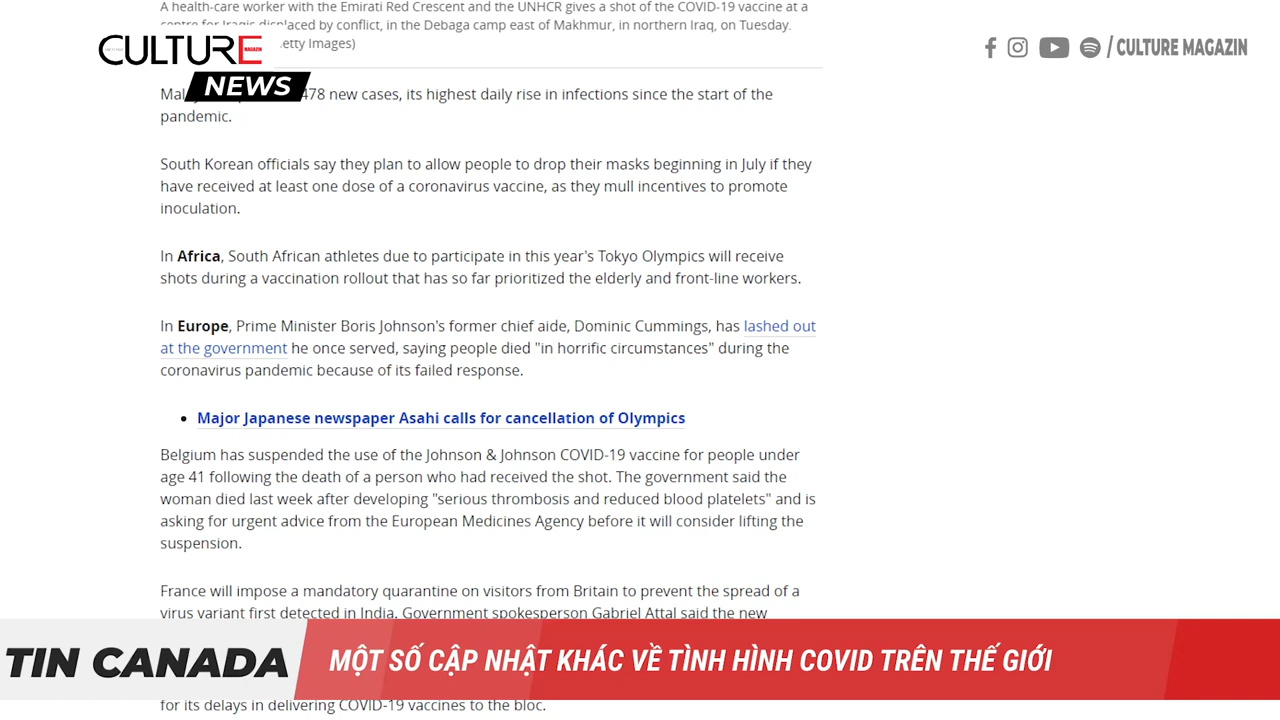 A health-care worker with the Emirati Red Crescent and the UNHCR gives a shot of the COVID-19 vaccine at a
centre for Iraqis displaced by conflict, in the Debaga camp east of Makhmur, in northern Iraq, on Tuesday.
etty Images)
CULTURE
MAGAZIN
NEWS
/ CULTURE MAGAZIN
478 new cases, its highest daily rise in infections since the start of the
pandemic.
South Korean officials say they plan to allow people to drop their masks beginning in July if they
have received at least one dose of a coronavirus vaccine, as they mull incentives to promote
inoculation.
In Africa, South African athletes due to participate in this year's Tokyo Olympics will receive
shots during a vaccination rollout that has so far prioritized the elderly and front-line workers.
In Europe, Prime Minister Boris Johnson's former chief aide, Dominic Cummings, has lashed out
at the government he once served, saying people died "in horrific circumstances" during the
coronavirus pandemic because of its failed response.
• Major Japanese newspaper Asahi calls for cancellation of Olympics
Belgium has suspended the use of the Johnson & Johnson COVID-19 vaccine for people under
age 41 following the death of a person who had received the shot. The government said the
woman died last week after developing "serious thrombosis and reduced blood platelets" and is
asking for urgent advice from the European Medicines Agency before it will consider lifting the
suspension.
France will impose a mandatory quarantine on visitors from Britain to prevent the spread of a
virus variant first detected in India. Government spokesperson Gabriel Attal said the new
TIN CANADA
MỘT SỐ CẬP NHẬT KHÁC VỀ TÌNH HÌNH COVID TRÊN THẾ GIỚI
for its delays in delivering COVID-19 vaccines to the bloc.